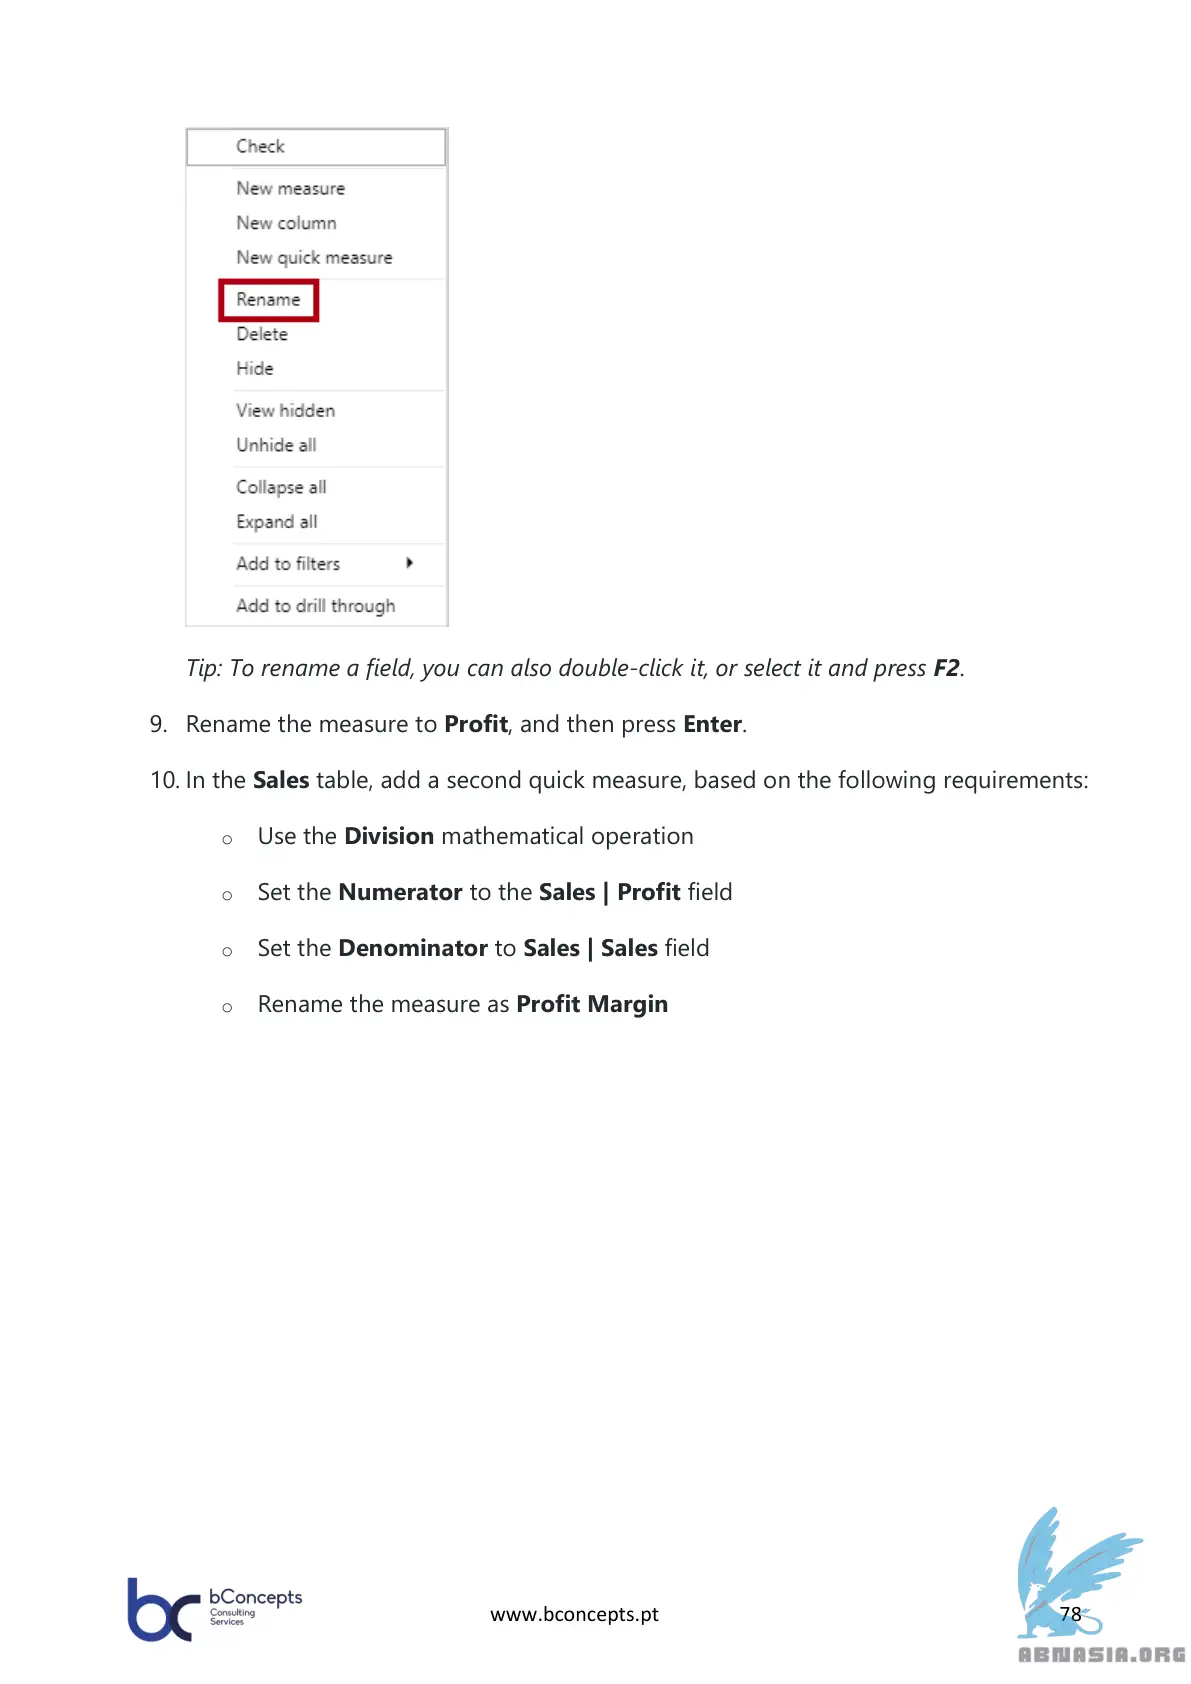 Check
New measure
New column
New quick measure
Rename
Delete
Hide
View hidden
Unhide all
Collapse all
Expand all
Add to filters
Add to drill through
Tip: To rename a field, you can also double-click it, or select it and press F2.
9. Rename the measure to Profit, and then press Enter.
10. In the Sales table, add a second quick measure, based on the following requirements:
o Use the Division mathematical operation
o Set the Numerator to the Sales | Profit field
o Set the Denominator to Sales | Sales field
o Rename the measure as Profit Margin
bc bConcepts
Consulting
Services
www.bconcepts.pt
78
ABNASIA.ORG